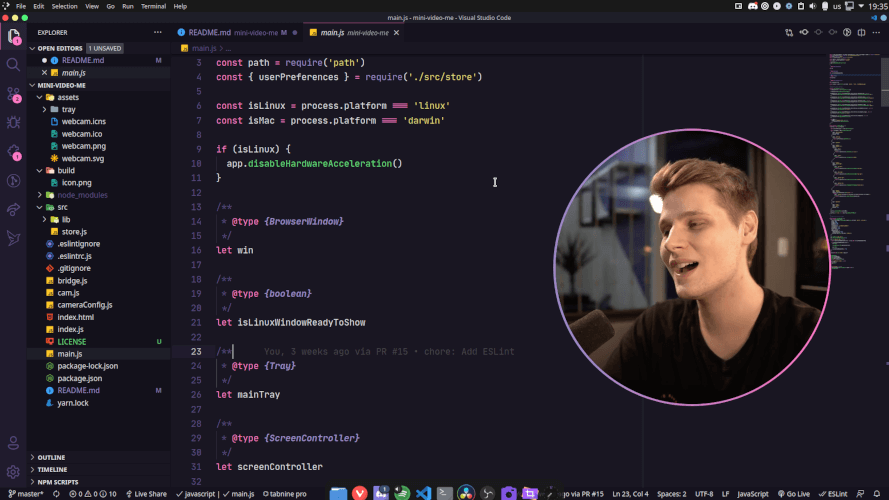 File Edit Selection View Go Run Terminal Help
us
19:35
main.js - mini-video-me - Visual Studio Code
EXPLORER
OPEN EDITORS 1 UNSAVED
README.md M
main.js
MINI-VIDEO-ME
assets
tray
webcam.icns
webcam.ico
webcam.png
webcam.svg
build
icon.png
node_modules
src
lib
store.js
.eslintignore
.eslintrc.js
.gitignore
bridge.js
cam.js
cameraConfig.js
index.html
index.js
LICENSE U
main.js
package-lock.json
package.json
README.md M
yarn.lock
OUTLINE
TIMELINE
NPM SCRIPTS
README.md mini-video-me M
main.js mini-video-me
main.js > ...
3 const path = require('path')
4 const { userPreferences } = require('./src/store')
5
6 const isLinux = process.platform === 'linux'
7 const isMac = process.platform === 'darwin'
8
9 if (isLinux) {
10 app.disableHardwareAcceleration()
11 }
12
13 /**
14 * @type {BrowserWindow}
15 */
16 let win
17
18 /**
19 * @type {boolean}
20 */
21 let isLinuxWindowReadyToShow
22
23 /** You, 3 weeks ago via PR #15 • chore: Add ESLint
24 * @type {Tray}
25 */
26 let mainTray
27
28 /**
29 * @type {ScreenController}
30 */
31 let screenController
32
master* 0 0 10 Live Share javascript | main.js tabnine pro ago via PR #15 Ln 23, Col 4 Spaces: 2 UTF-8 LF JavaScript Go Live ESLint